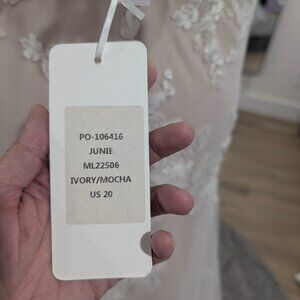 PO-106416
JUNIE
ML22506
IVORY/MOCHA
US 20